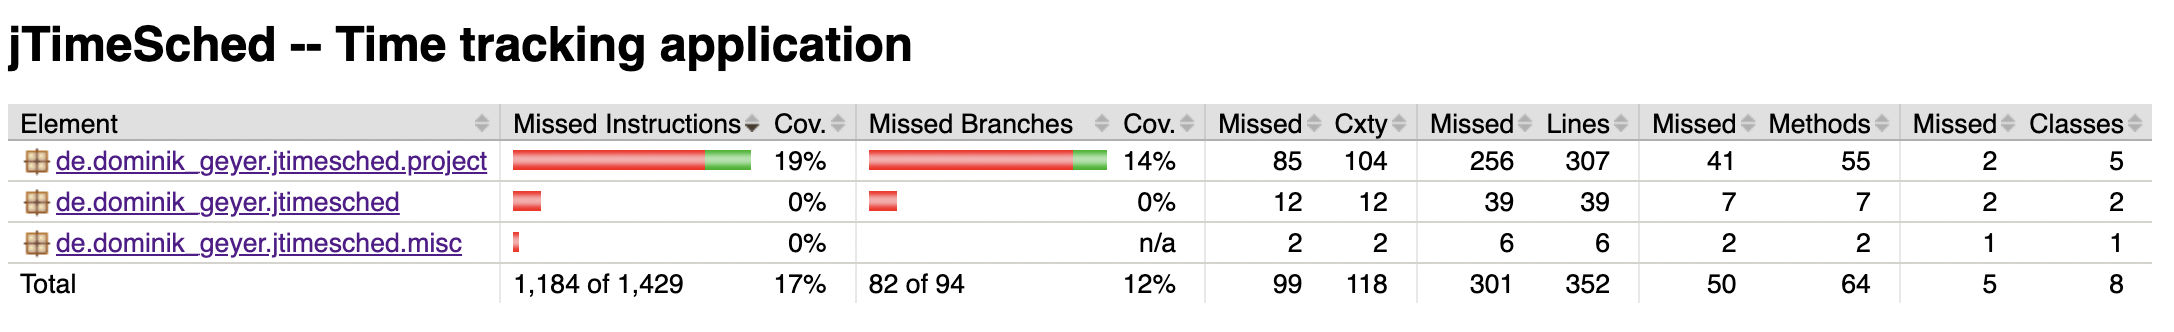 jTimeSched -- Time tracking application
Element Missed Instructions Cov. Missed Branches Cov. Missed Cxty Missed Lines Missed Methods Missed Classes
de.dominik_geyer.jtimesched.project 19% 14% 85 104 256 307 41 55 2 5
de.dominik_geyer.jtimesched 0% 0% 12 12 39 39 7 7 2 2
de.dominik_geyer.jtimesched.misc 0% n/a 2 2 6 6 2 2 1 1
Total 1,184 of 1,429 17% 82 of 94 12% 99 118 301 352 50 64 5 8